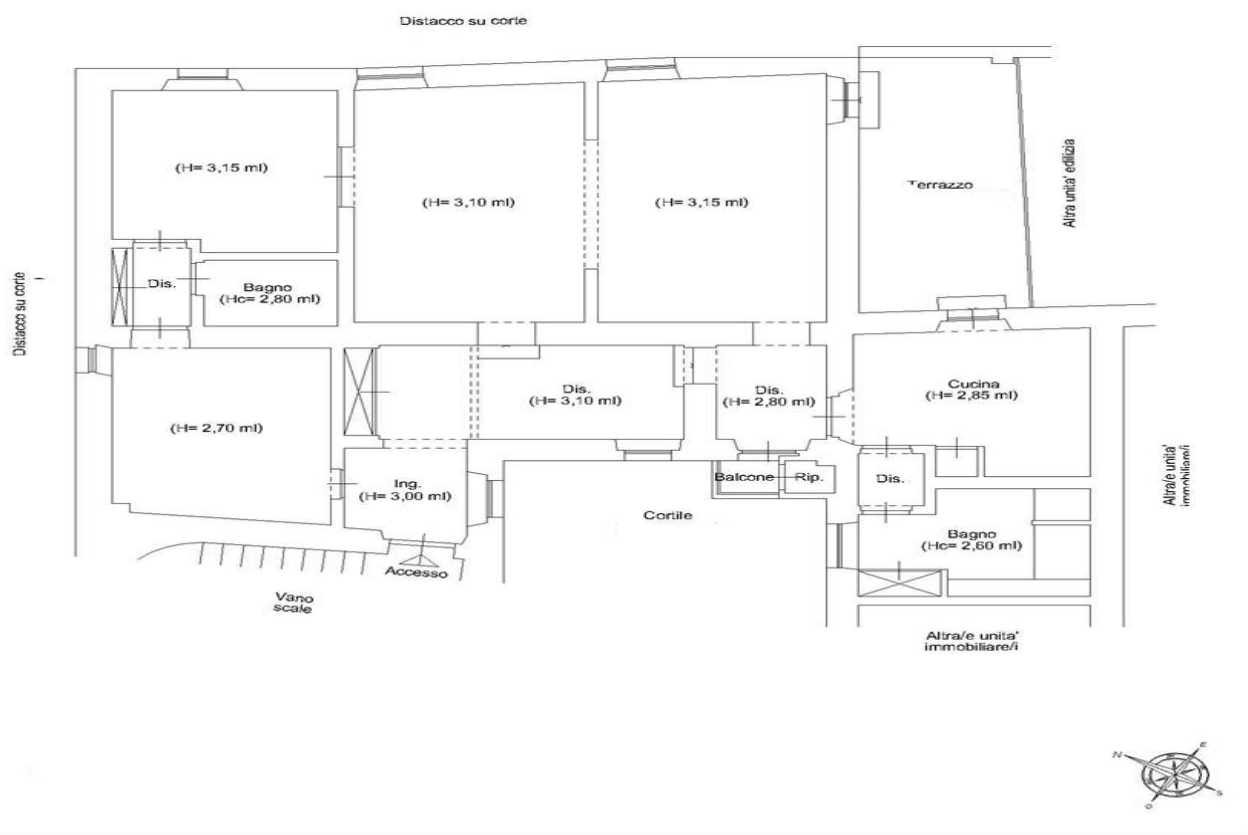 Distacco su corte
(H= 3,15 ml)
(H= 3,10 ml)
(H= 3,15 ml)
Terrazzo
Altra unita' edilizia
Distacco su corte
Dis.
Bagno
(Hc= 2,80 ml)
(H= 2,70 ml)
Dis.
(H= 3,10 ml)
Dis.
(H= 2,80 ml)
Cucina
(H= 2,85 ml)
Ing.
(H= 3,00 ml)
Balcone
Rip.
Dis.
Altra/e unita'
immobiliare/i
Cortile
Bagno
(Hc= 2,60 ml)
Accesso
Vano
scale
Altra/e unita'
immobiliare/i
N
E
S
O